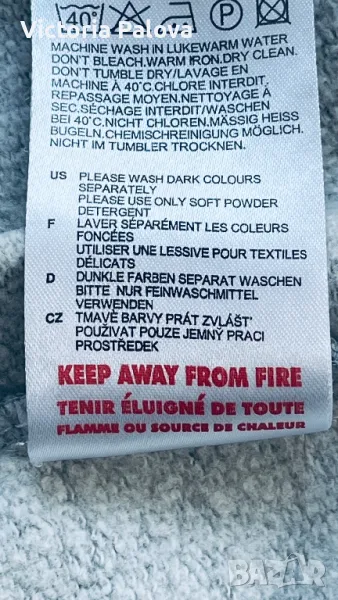 Victoria Palova
40
P
MACHINE WASH IN LUKEWARM WATER
DON'T BLEACH.WARM IRON.DRY CLEAN.
DON'T TUMBLE DRY/LAVAGE EN
MACHINE À 40°C.CHLORE INTERDIT.
REPASSAGE MOYEN.NETTOYAGE À
SEC.SÉCHAGE INTERDIT/WASCHEN
BEI 40°C.NICHT CHLOREN.MÄSSIG HEISS
BUGELN.CHEMISCHREINIGUNG MÖGLICH.
NICHT IM TUMBLER TROCKNEN.
US PLEASE WASH DARK COLOURS
SEPARATELY
PLEASE USE ONLY SOFT POWDER
DETERGENT
F LAVER SÉPARÉMENT LES COLEURS
FONCÉES
UTILISER UNE LESSIVE POUR TEXTILES
DÉLICATS
D DUNKLE FARBEN SEPARAT WASCHEN
BITTE NUR FEINWASCHMITTEL
VERWENDEN
CZ TMAVÉ BARVY PRÁT ZVLÁŠŤ
POUŽÍVAT POUZE JEMNÝ PRACI
PROSTŘEDEK
KEEP AWAY FROM FIRE
TENIR ÉLUIGNÉ DE TOUTE
FLAMME OU SOURCE DE CHALEUR
BAZAR